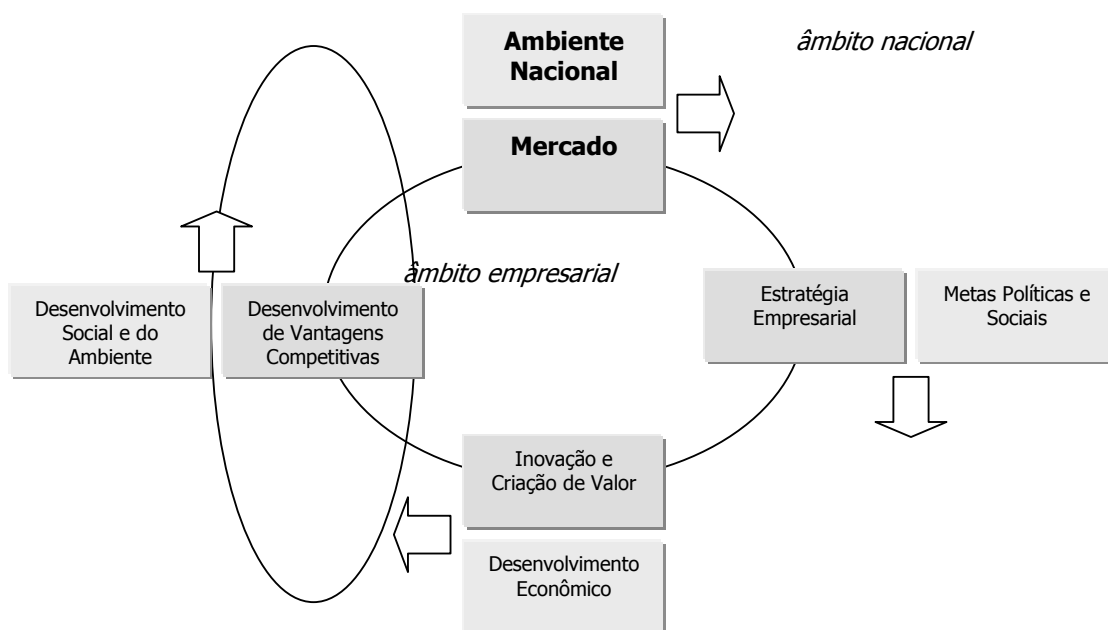 Ambiente
Nacional
âmbito nacional
Mercado
âmbito empresarial
Desenvolvimento
Social e do
Ambiente
Desenvolvimento
de Vantagens
Competitivas
Estratégia
Empresarial
Metas Políticas e
Sociais
Inovação e
Criação de Valor
Desenvolvimento
Econômico